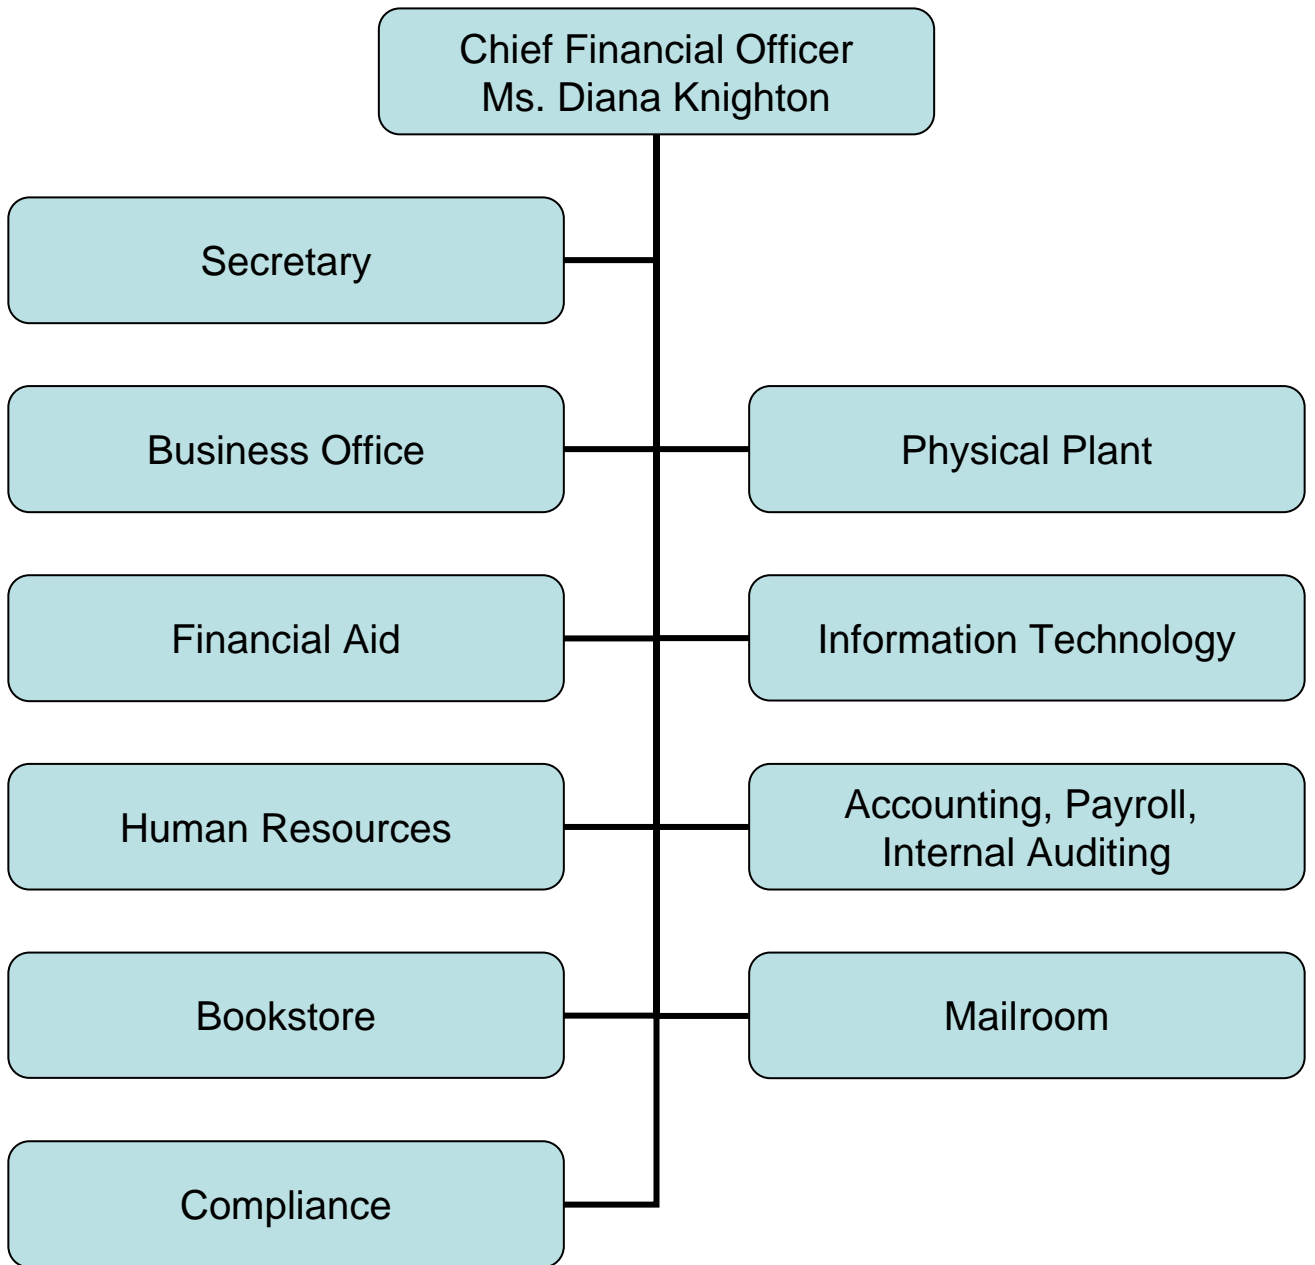 Chief Financial Officer
Ms. Diana Knighton
Secretary
Business Office
Physical Plant
Financial Aid
Information Technology
Human Resources
Accounting, Payroll,
Internal Auditing
Bookstore
Mailroom
Compliance